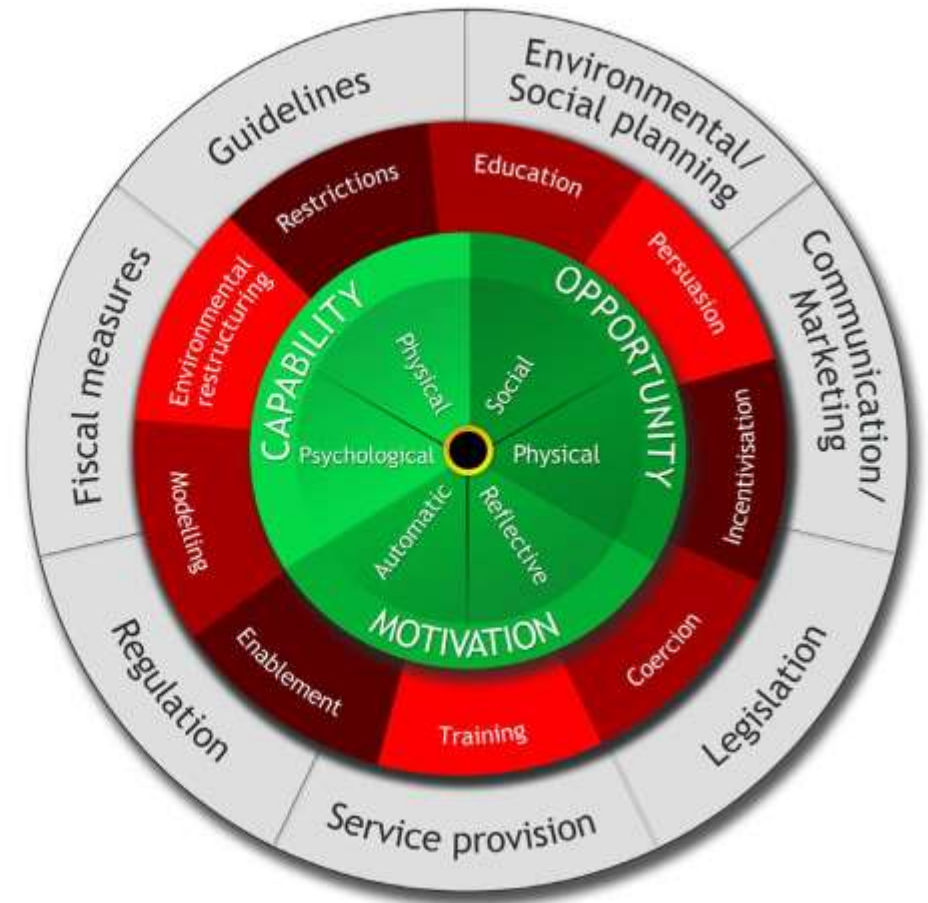 Environmental/
Social planning
Communication/
Marketing
Legislation
Service provision
Regulation
Fiscal measures
Guidelines
Education
Persuasion
Incentivisation
Coercion
Training
Enablement
Modelling
Environmental
restructuring
Restrictions
CAPABILITY
OPPORTUNITY
MOTIVATION
Physical
Social
Psychological
Physical
Automatic
Reflective